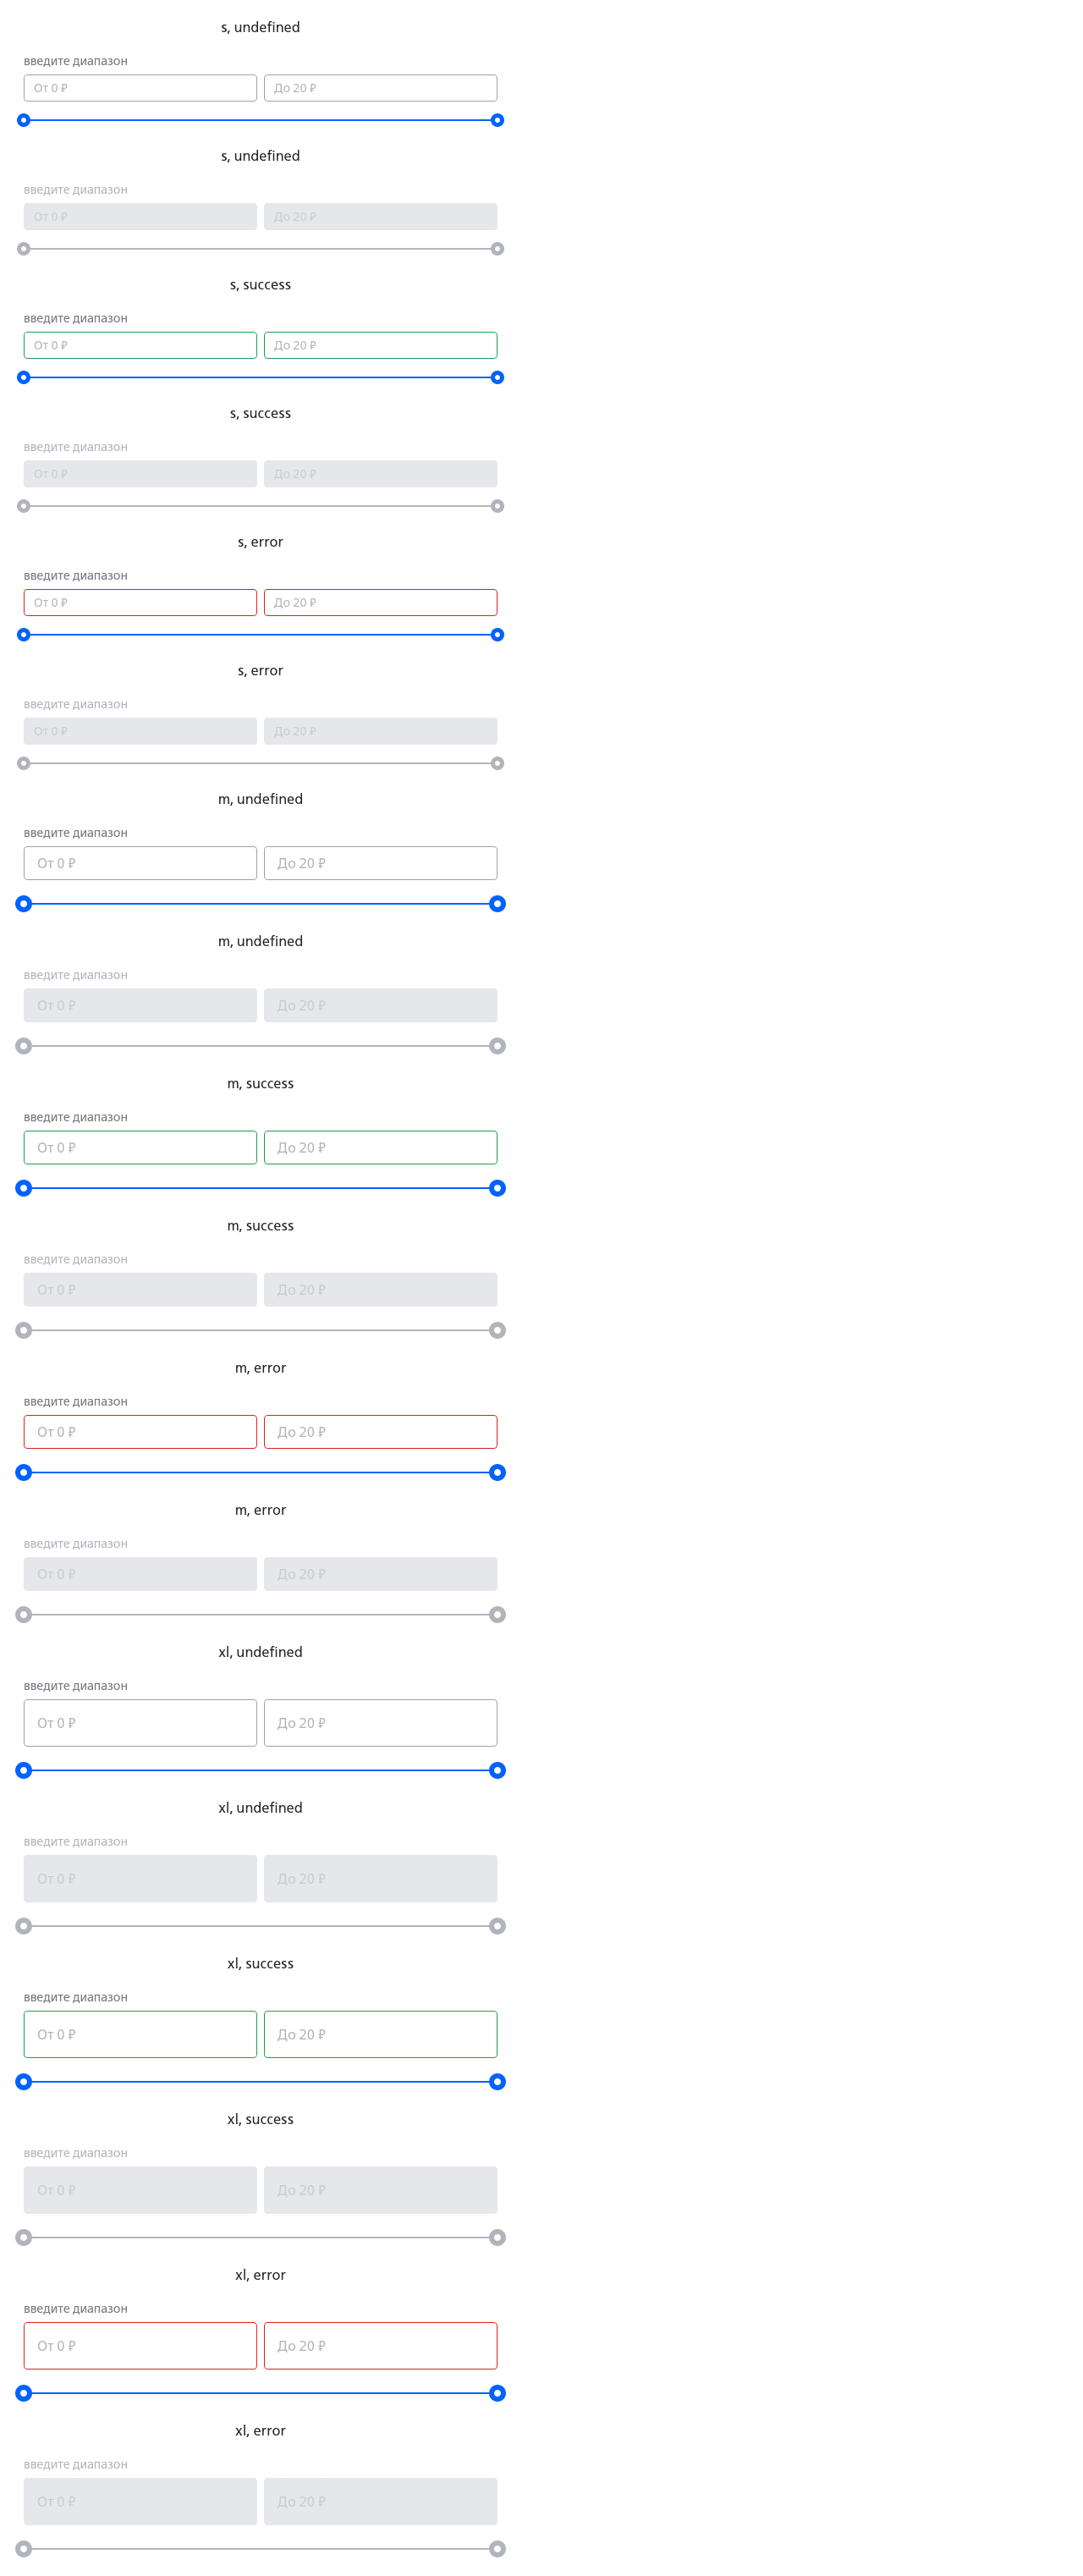 s, undefined
введите диапазон
От 0 ₽ До 20 ₽
s, undefined
введите диапазон
От 0 ₽ До 20 ₽
s, success
введите диапазон
От 0 ₽ До 20 ₽
s, success
введите диапазон
От 0 ₽ До 20 ₽
s, error
введите диапазон
От 0 ₽ До 20 ₽
s, error
введите диапазон
От 0 ₽ До 20 ₽
m, undefined
введите диапазон
От 0 ₽ До 20 ₽
m, undefined
введите диапазон
От 0 ₽ До 20 ₽
m, success
введите диапазон
От 0 ₽ До 20 ₽
m, success
введите диапазон
От 0 ₽ До 20 ₽
m, error
введите диапазон
От 0 ₽ До 20 ₽
m, error
введите диапазон
От 0 ₽ До 20 ₽
xl, undefined
введите диапазон
От 0 ₽ До 20 ₽
xl, undefined
введите диапазон
От 0 ₽ До 20 ₽
xl, success
введите диапазон
От 0 ₽ До 20 ₽
xl, success
введите диапазон
От 0 ₽ До 20 ₽
xl, error
введите диапазон
От 0 ₽ До 20 ₽
xl, error
введите диапазон
От 0 ₽ До 20 ₽